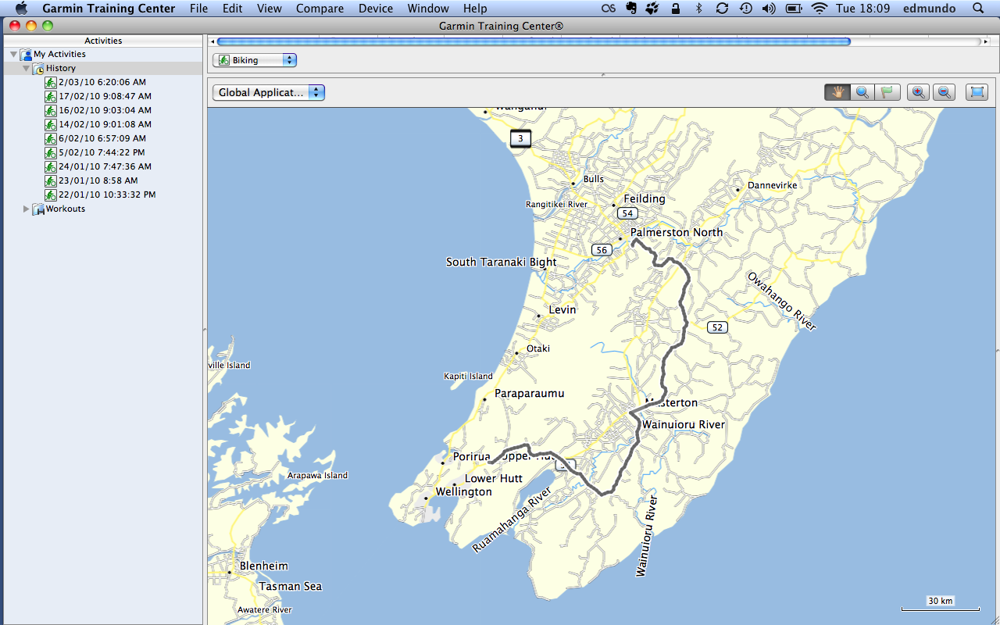 Garmin Training Center File Edit View Compare Device Window Help Tue 18:09 edmundo
Garmin Training Center®
Activities
My Activities
History
2/03/10 6:20:06 AM
17/02/10 9:08:47 AM
16/02/10 9:03:04 AM
14/02/10 9:01:08 AM
6/02/10 6:57:09 AM
5/02/10 7:44:22 PM
24/01/10 7:47:36 AM
23/01/10 8:58 AM
22/01/10 10:33:32 PM
Workouts
Biking
Global Applicat...
Wanganui
3
Bulls
Dannevirke
Feilding
Rangitikei River
54
Palmerston North
56
South Taranaki Bight
Owahango River
Levin
52
Otaki
ville Island
Kapiti Island
Paraparaumu
Masterton
Wainuioru River
Porirua
Upper Hutt
Arapawa Island
Lower Hutt
Wellington
Ruamahanga River
Wainuioru River
Blenheim
Tasman Sea
Awatere River
30 km